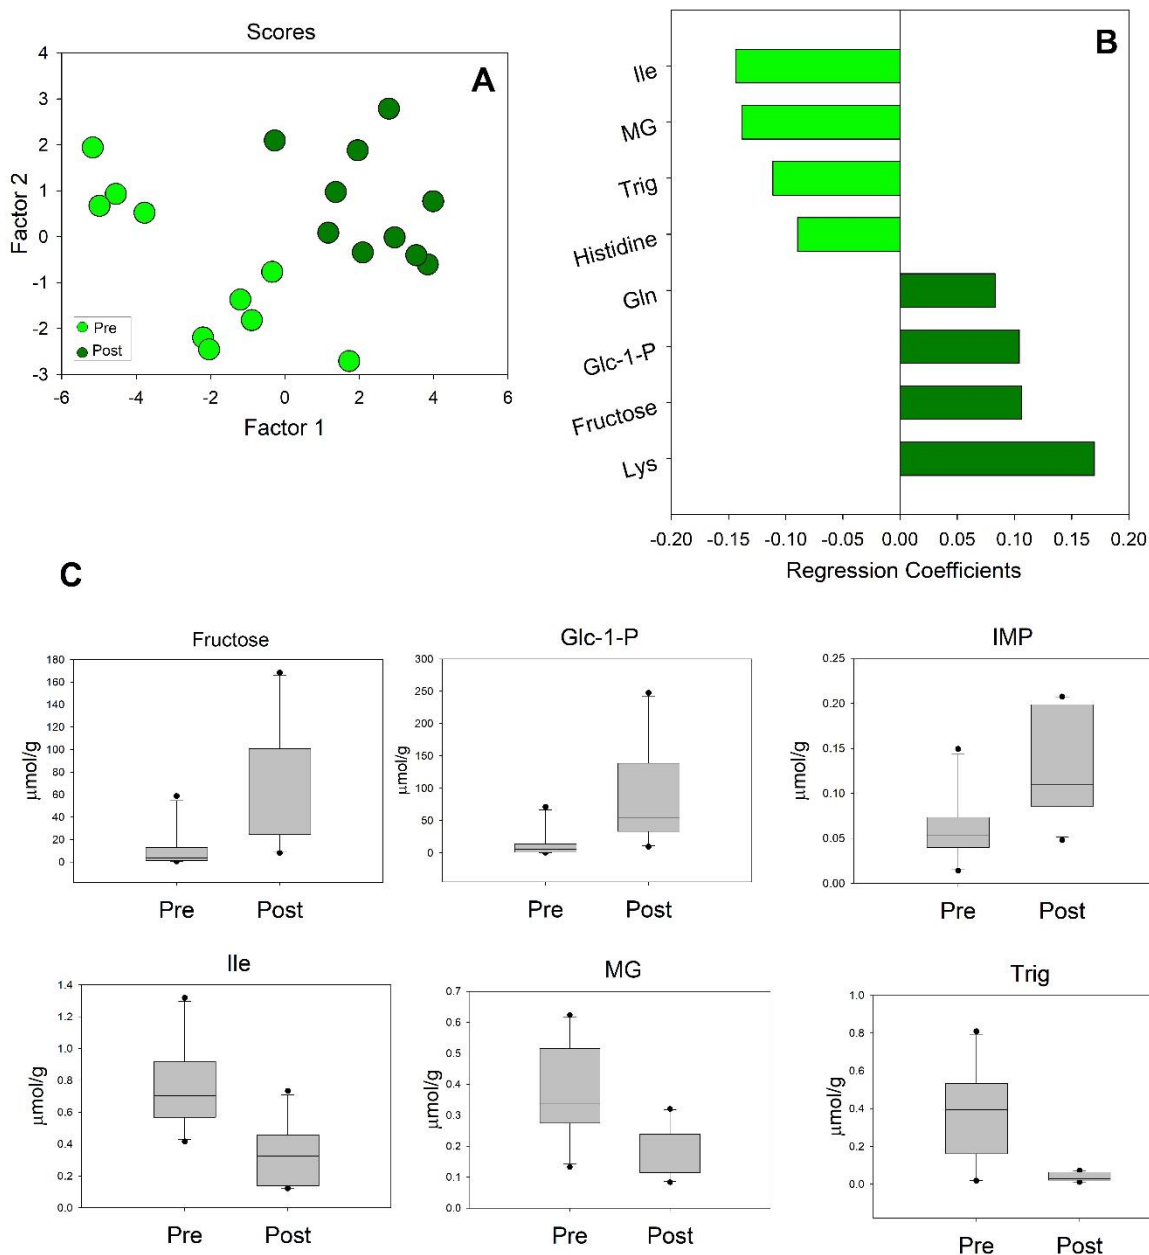 Scores
A
4
3
2
1
0
-1
-2
-3
Factor 2
Pre
Post
-6 -4 -2 0 2 4 6
Factor 1
B
Ile
MG
Trig
Histidine
Gln
Glc-1-P
Fructose
Lys
-0.20 -0.15 -0.10 -0.05 0.00 0.05 0.10 0.15 0.20
Regression Coefficients
C
Fructose
180
160
140
120
100
80
60
40
20
0
μmol/g
Pre Post
Glc-1-P
300
250
200
150
100
50
0
μmol/g
Pre Post
IMP
0.25
0.20
0.15
0.10
0.05
0.00
μmol/g
Pre Post
Ile
1.4
1.2
1.0
0.8
0.6
0.4
0.2
0.0
μmol/g
Pre Post
MG
0.7
0.6
0.5
0.4
0.3
0.2
0.1
0.0
μmol/g
Pre Post
Trig
1.0
0.8
0.6
0.4
0.2
0.0
μmol/g
Pre Post